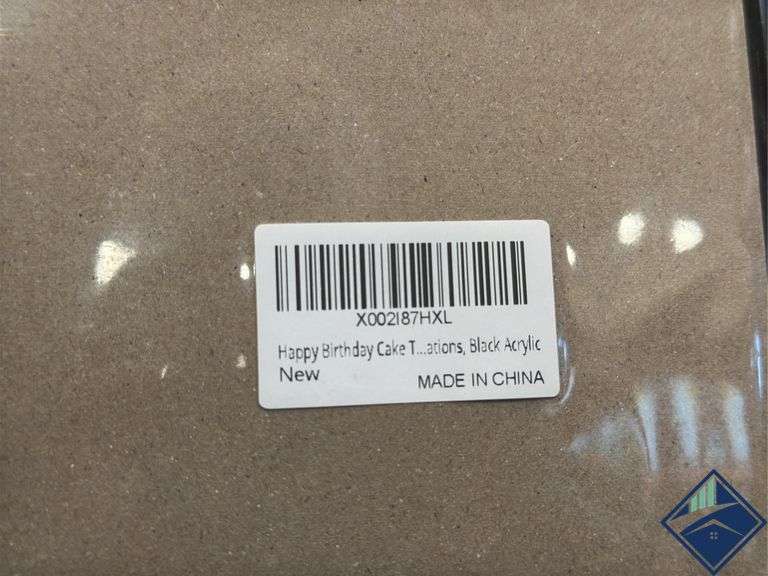 X002I87HXL
Happy Birthday Cake T...ations, Black Acrylic
New
MADE IN CHINA